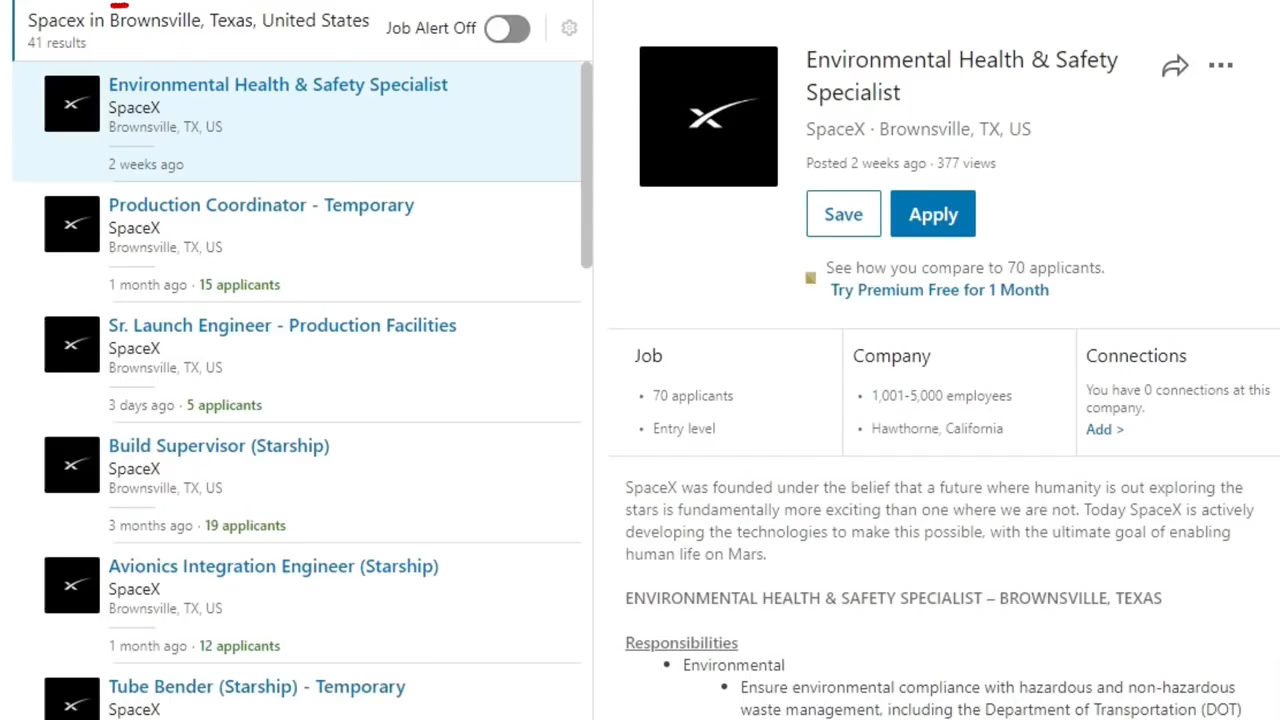 Spacex in Brownsville, Texas, United States
41 results
Job Alert Off
Environmental Health & Safety Specialist
SpaceX
Brownsville, TX, US
2 weeks ago
Production Coordinator - Temporary
SpaceX
Brownsville, TX, US
1 month ago · 15 applicants
Sr. Launch Engineer - Production Facilities
SpaceX
Brownsville, TX, US
3 days ago · 5 applicants
Build Supervisor (Starship)
SpaceX
Brownsville, TX, US
3 months ago · 19 applicants
Avionics Integration Engineer (Starship)
SpaceX
Brownsville, TX, US
1 month ago · 12 applicants
Tube Bender (Starship) - Temporary
SpaceX
Environmental Health & Safety
Specialist
SpaceX · Brownsville, TX, US
Posted 2 weeks ago · 377 views
Save
Apply
See how you compare to 70 applicants.
Try Premium Free for 1 Month
Job
• 70 applicants
• Entry level
Company
• 1,001-5,000 employees
• Hawthorne, California
Connections
You have 0 connections at this
company.
Add >
SpaceX was founded under the belief that a future where humanity is out exploring the
stars is fundamentally more exciting than one where we are not. Today SpaceX is actively
developing the technologies to make this possible, with the ultimate goal of enabling
human life on Mars.
ENVIRONMENTAL HEALTH & SAFETY SPECIALIST – BROWNSVILLE, TEXAS
Responsibilities
• Environmental
• Ensure environmental compliance with hazardous and non-hazardous
waste management, including the Department of Transportation (DOT)